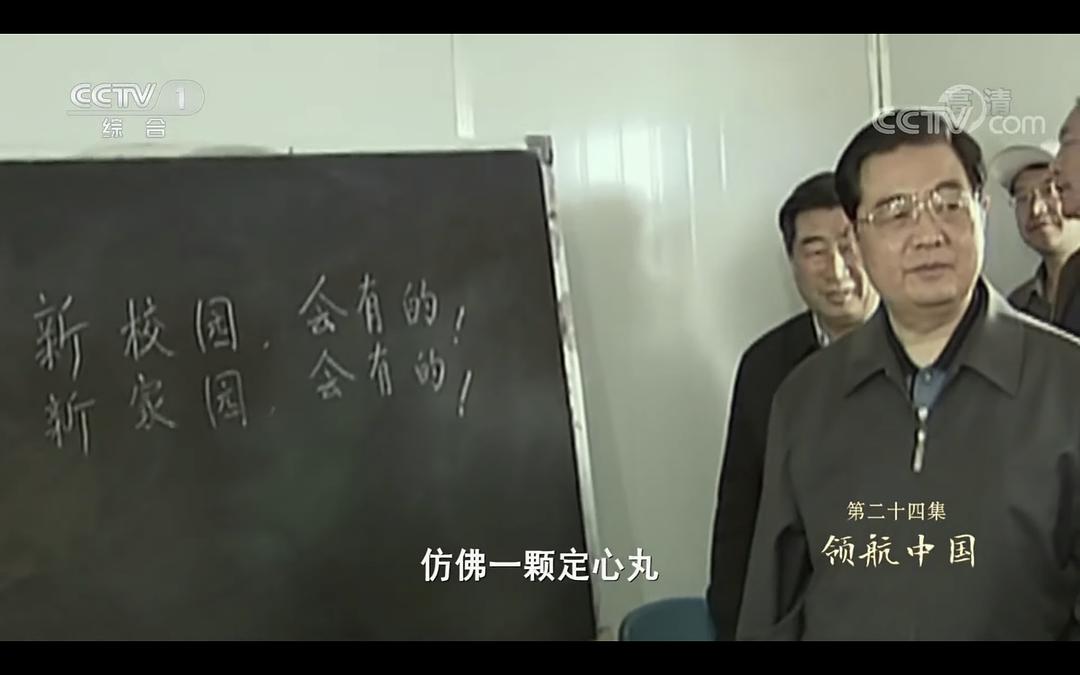 CCTV 1
综合
高清
CCTV.com
新校园，会有的！
新家园，会有的！
第二十四集
领航中国
仿佛一颗定心丸